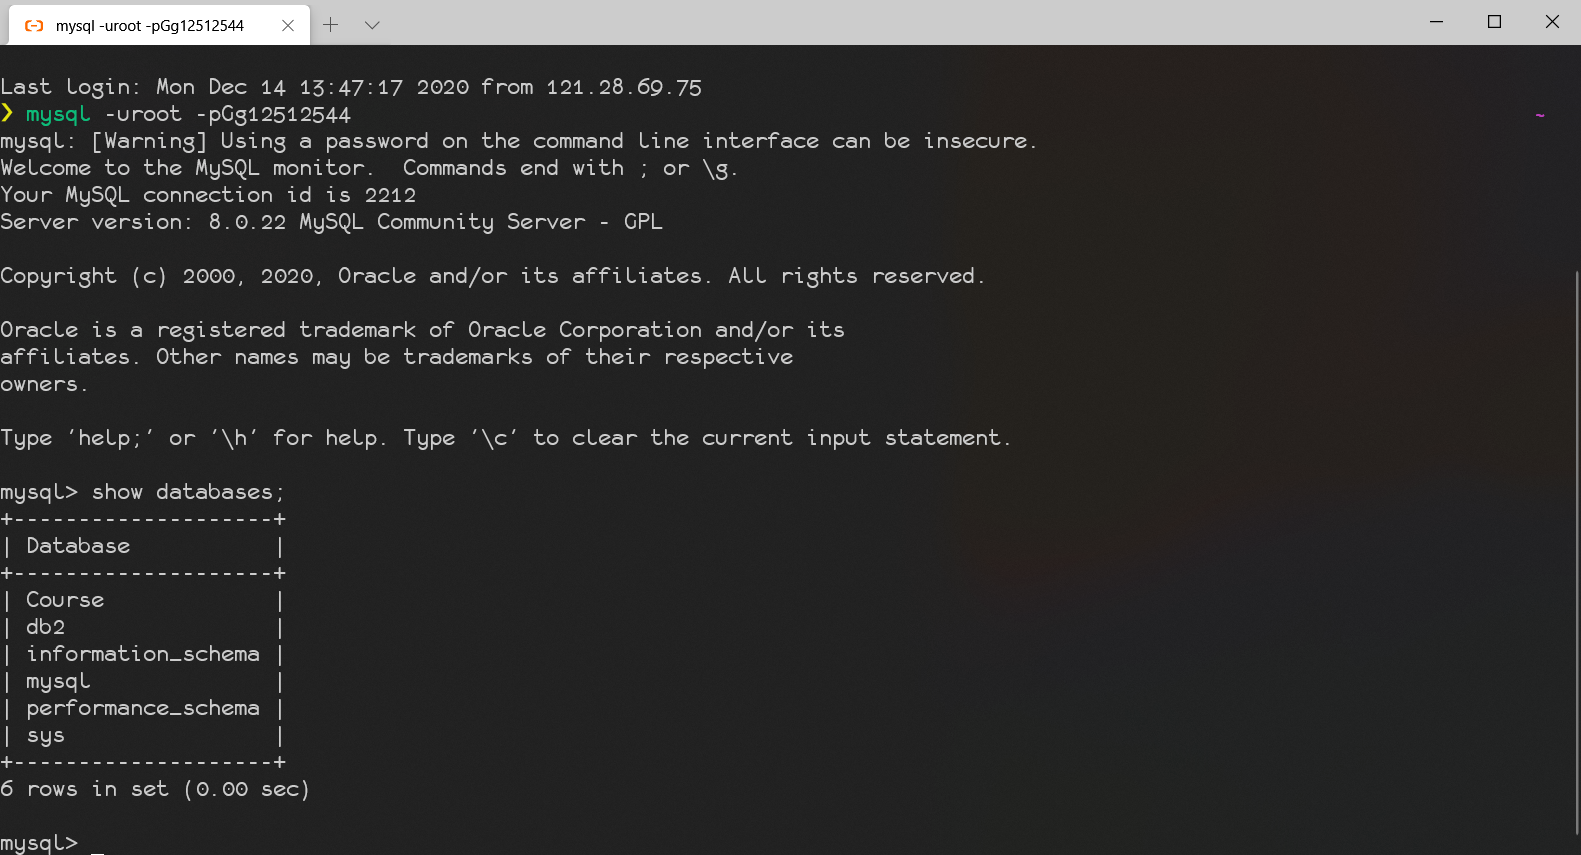 mysql -uroot -pGg12512544
Last login: Mon Dec 14 13:47:17 2020 from 121.28.69.75
❯ mysql -uroot -pGg12512544 ~
mysql: [Warning] Using a password on the command line interface can be insecure.
Welcome to the MySQL monitor.  Commands end with ; or \g.
Your MySQL connection id is 2212
Server version: 8.0.22 MySQL Community Server - GPL
Copyright (c) 2000, 2020, Oracle and/or its affiliates. All rights reserved.
Oracle is a registered trademark of Oracle Corporation and/or its
affiliates. Other names may be trademarks of their respective
owners.
Type 'help;' or '\h' for help. Type '\c' to clear the current input statement.
mysql> show databases;
+--------------------+
| Database           |
+--------------------+
| Course             |
| db2                |
| information_schema |
| mysql              |
| performance_schema |
| sys                |
+--------------------+
6 rows in set (0.00 sec)
mysql>